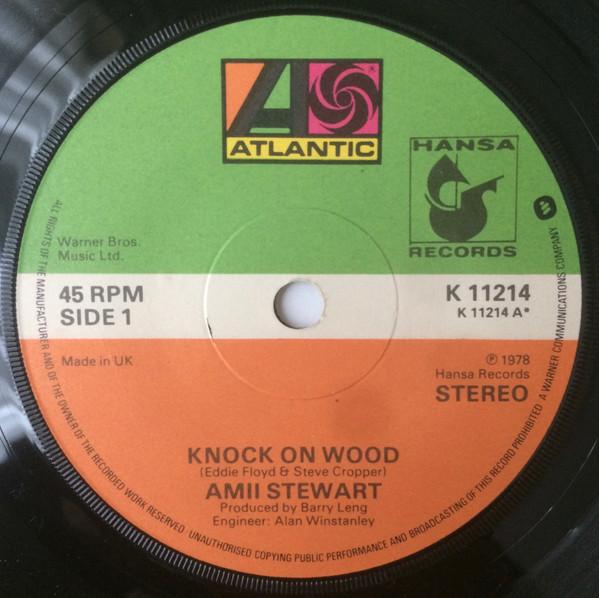 ATLANTIC
HANSA
RECORDS
Warner Bros.
Music Ltd.
45 RPM
SIDE 1
K 11214
K 11214 A*
Made in UK
℗ 1978
Hansa Records
STEREO
KNOCK ON WOOD
(Eddie Floyd & Steve Cropper)
AMII STEWART
Produced by Barry Leng
Engineer: Alan Winstanley
ALL RIGHTS OF THE MANUFACTURER AND OF THE OWNER OF THE RECORDED WORK RESERVED UNAUTHORISED COPYING PUBLIC PERFORMANCE AND BROADCASTING OF THIS RECORD PROHIBITED A WARNER COMMUNICATIONS COMPANY